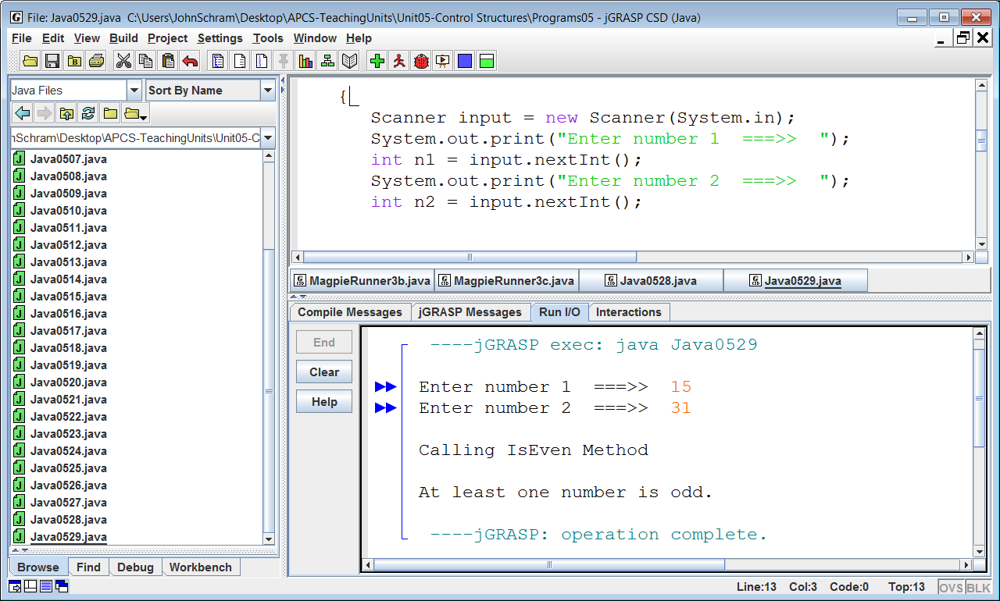 File: Java0529.java  C:\Users\JohnSchram\Desktop\APCS-TeachingUnits\Unit05-Control Structures\Programs05 - jGRASP CSD (Java)
File Edit View Build Project Settings Tools Window Help
Java Files
Sort By Name
nSchram\Desktop\APCS-TeachingUnits\Unit05-C
Java0507.java
Java0508.java
Java0509.java
Java0510.java
Java0511.java
Java0512.java
Java0513.java
Java0514.java
Java0515.java
Java0516.java
Java0517.java
Java0518.java
Java0519.java
Java0520.java
Java0521.java
Java0522.java
Java0523.java
Java0524.java
Java0525.java
Java0526.java
Java0527.java
Java0528.java
Java0529.java
Browse Find Debug Workbench
{
Scanner input = new Scanner(System.in);
System.out.print("Enter number 1  ===>>  ");
int n1 = input.nextInt();
System.out.print("Enter number 2  ===>>  ");
int n2 = input.nextInt();
MagpieRunner3b.java MagpieRunner3c.java Java0528.java Java0529.java
Compile Messages jGRASP Messages Run I/O Interactions
End
Clear
Help
----jGRASP exec: java Java0529
Enter number 1  ===>>  15
Enter number 2  ===>>  31
Calling IsEven Method
At least one number is odd.
----jGRASP: operation complete.
Line:13 Col:3 Code:0 Top:13 OVS BLK